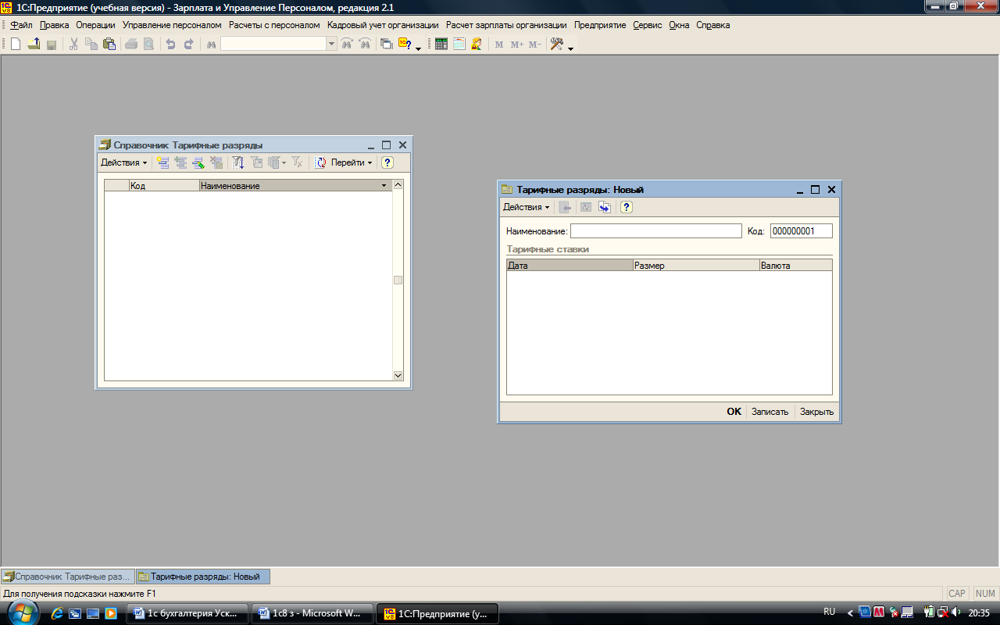 1С:Предприятие (учебная версия) - Зарплата и Управление Персоналом, редакция 2.1
Файл Правка Операции Управление персоналом Расчеты с персоналом Кадровый учет организации Расчет зарплаты организации Предприятие Сервис Окна Справка
M M+ M-
Справочник Тарифные разряды
Действия Перейти
Код Наименование
Тарифные разряды: Новый
Действия
Наименование: Код: 000000001
Тарифные ставки
Дата Размер Валюта
OK Записать Закрыть
Справочник Тарифные раз... Тарифные разряды: Новый
Для получения подсказки нажмите F1 CAP NUM
1с бухгалтерия Уск... 1с8 з - Microsoft W... 1С:Предприятие (у... RU 20:35